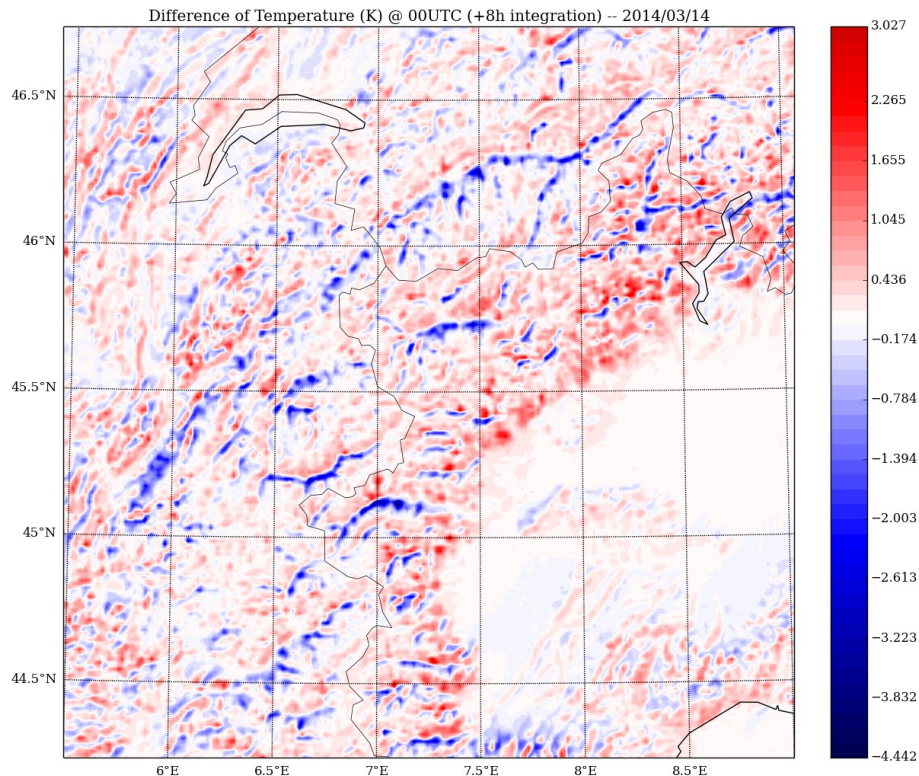 Difference of Temperature (K) @ 00UTC (+8h integration) -- 2014/03/14
46.5°N
46°N
45.5°N
45°N
44.5°N
6°E
6.5°E
7°E
7.5°E
8°E
8.5°E
3.027
2.265
1.655
1.045
0.436
−0.174
−0.784
−1.394
−2.003
−2.613
−3.223
−3.832
−4.442